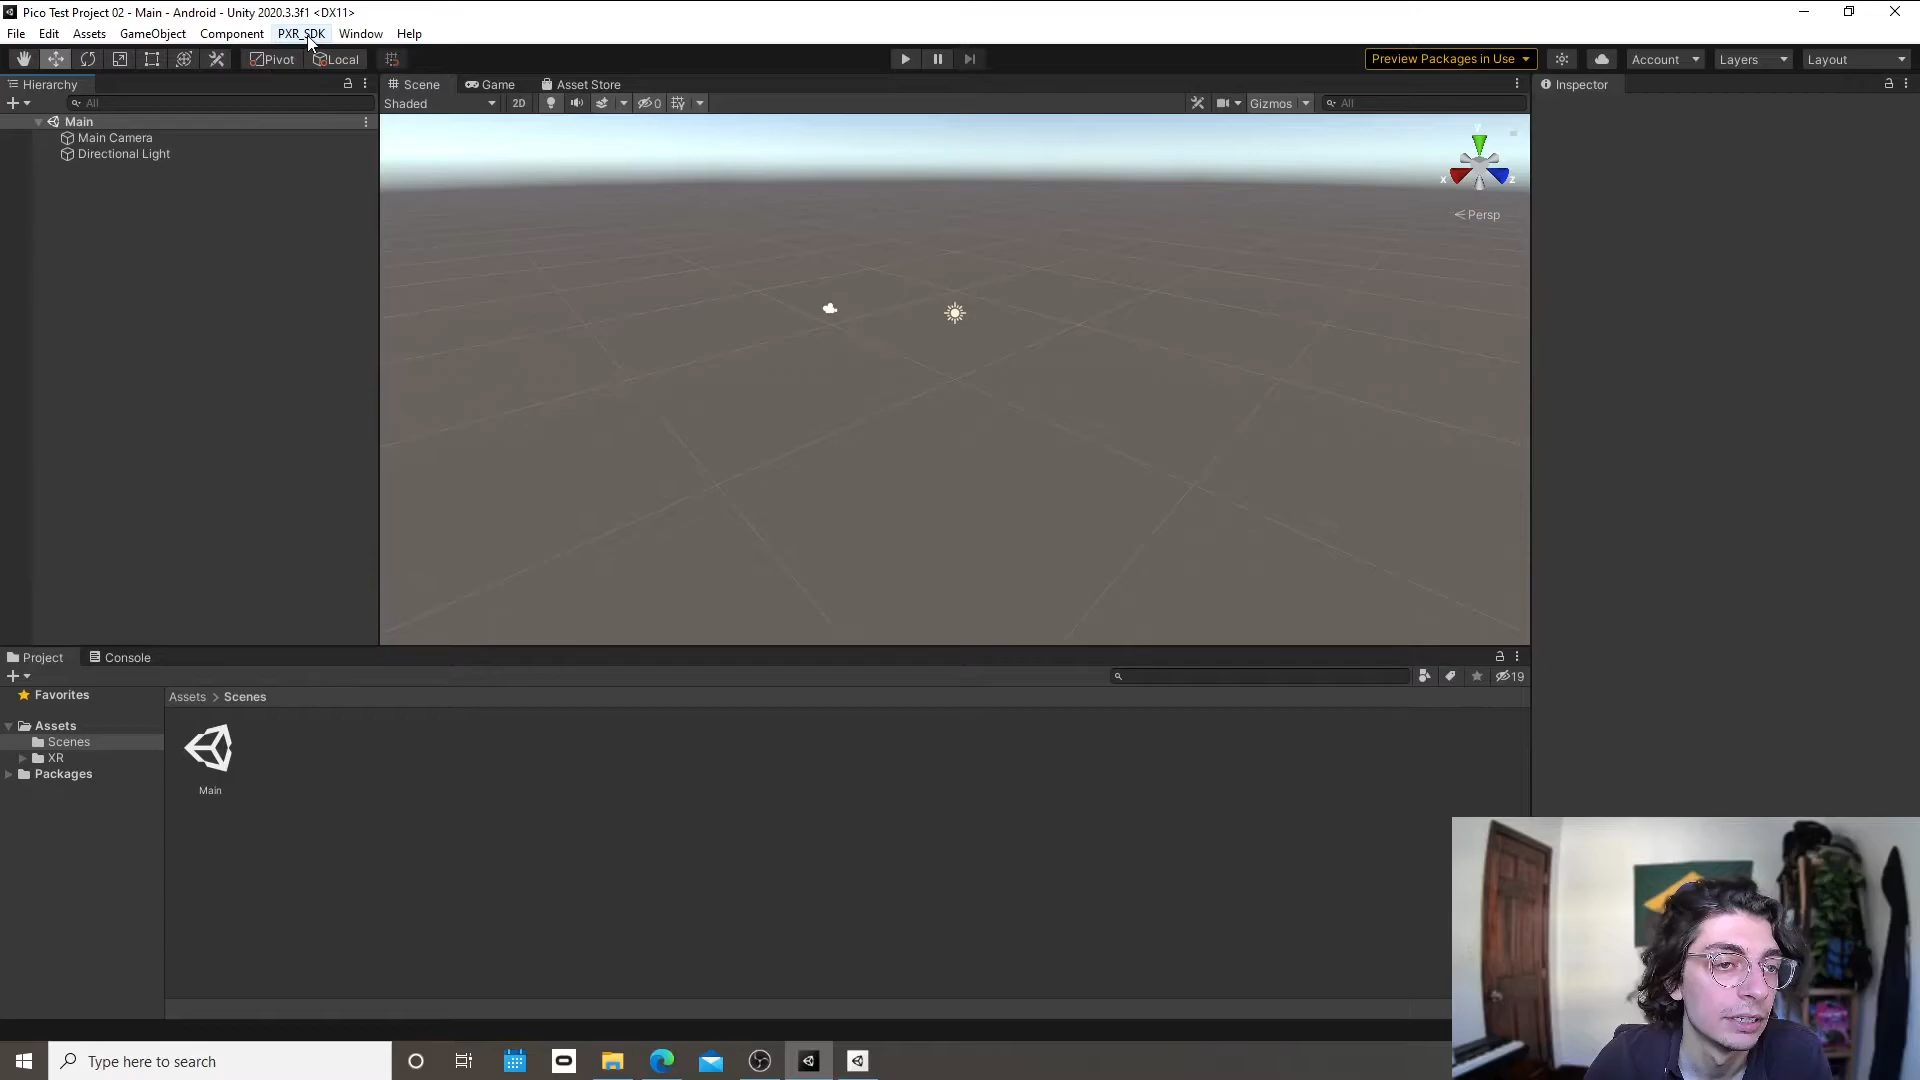 Pico Test Project 02 - Main - Android - Unity 2020.3.3f1 <DX11>
File Edit Assets GameObject Component PXR_SDK Window Help
Pivot Local Preview Packages in Use Account Layers Layout
Hierarchy Scene Game Asset Store Inspector
All Shaded 2D 0 Gizmos All
Main
Main Camera
Directional Light
Y
X Z
Persp
Project Console
19
Favorites
Assets > Scenes
Assets
Scenes
XR
Packages
Main
Type here to search